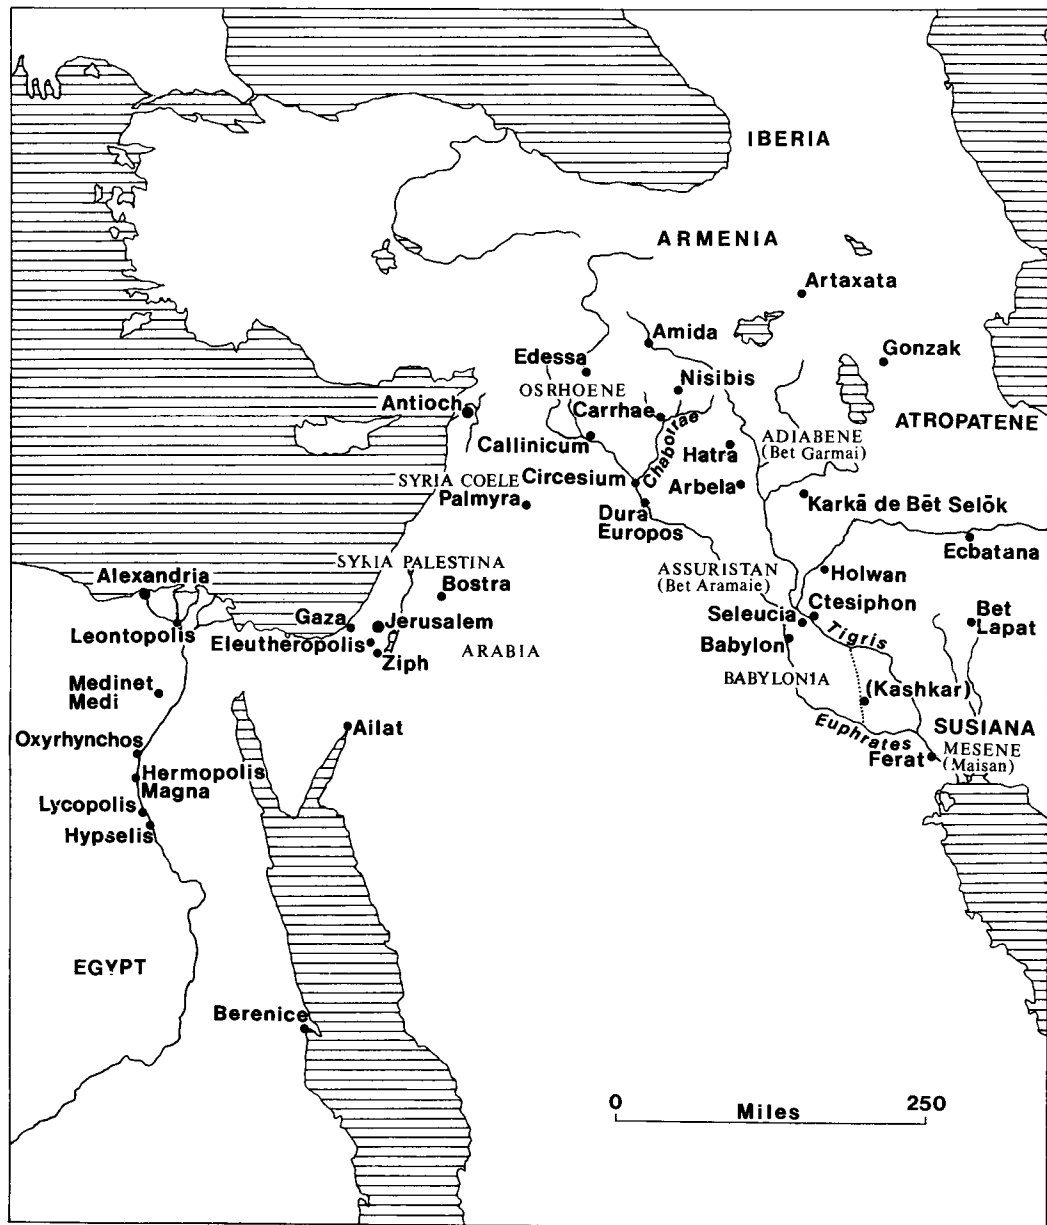 IBERIA
ARMENIA
Artaxata
Amida
Gonzak
Edessa
Nisibis
OSRHOENE
Antioch
Carrhae
ATROPATENE
Chaborrae
Callinicum
ADIABENE
(Bet Garmai)
Hatra
SYRIA COELE
Circesium
Arbela
Palmyra
Karkā de Bēt Selōk
Dura
Europos
Ecbatana
SYRIA PALESTINA
ASSURISTAN
(Bet Aramaie)
Holwan
Alexandria
Bostra
Ctesiphon
Bet
Lapat
Gaza
Seleucia
Jerusalem
Leontopolis
Eleutheropolis
Tigris
Babylon
Ziph
ARABIA
BABYLONIA
Medinet
Medi
(Kashkar)
Ailat
Euphrates
SUSIANA
Oxyrhynchos
MESENE
(Maisan)
Ferat
Hermopolis
Magna
Lycopolis
Hypselis
EGYPT
Berenice
0 250
Miles